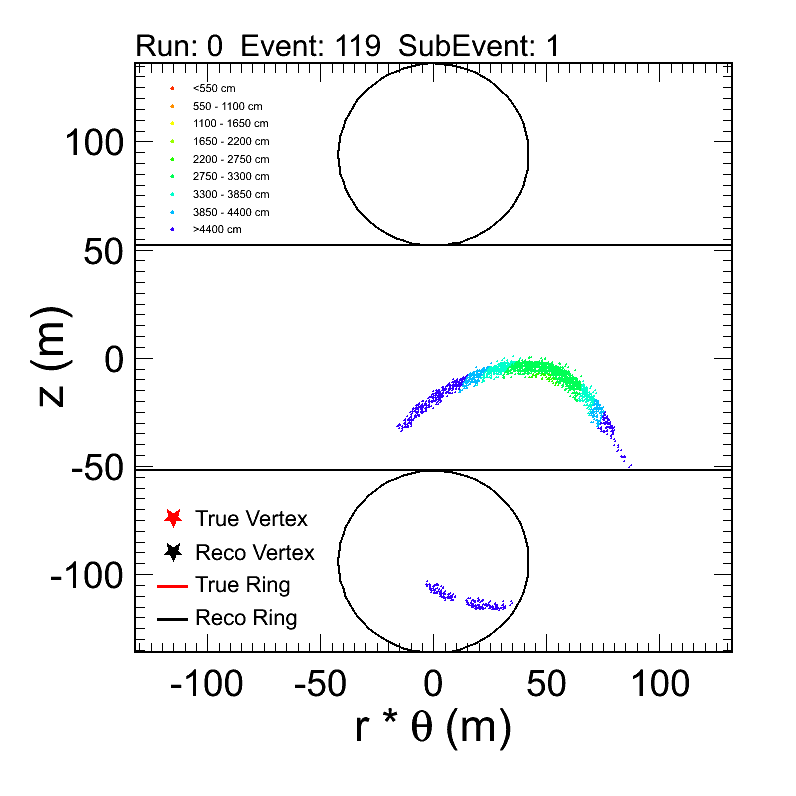 Run: 0  Event: 119  SubEvent: 1
<550 cm
550 - 1100 cm
1100 - 1650 cm
1650 - 2200 cm
2200 - 2750 cm
2750 - 3300 cm
3300 - 3850 cm
3850 - 4400 cm
>4400 cm
100
50
0
-50
-100
z (m)
True Vertex
Reco Vertex
True Ring
Reco Ring
-100 -50 0 50 100
r * θ (m)